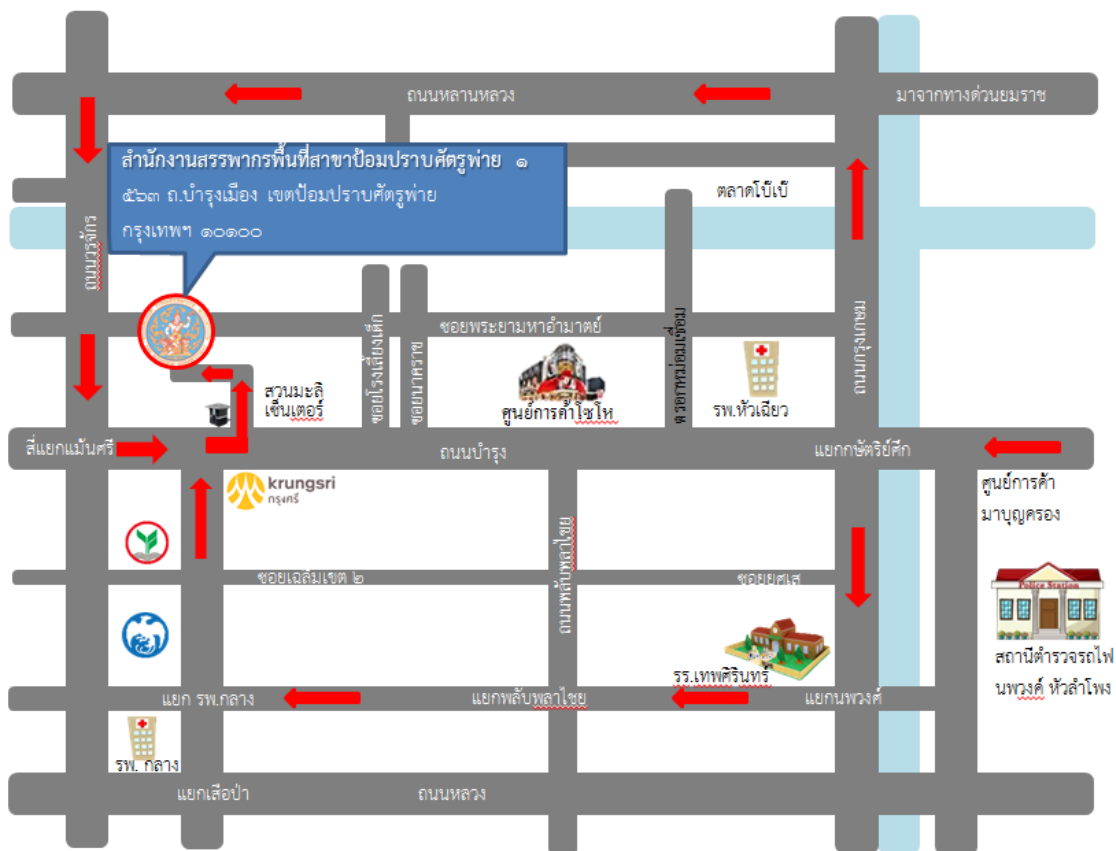 ถนนหลานหลวง
มาจากทางด่วนยมราช
สำนักงานสรรพากรพื้นที่สาขาป้อมปราบศัตรูพ่าย ๑
๕๖๓ ถ.บำรุงเมือง เขตป้อมปราบศัตรูพ่าย
กรุงเทพฯ ๑๐๑๐๐
ตลาดโบ๊เบ๊
ถนนวรจักร
ซอยพระยามหาอำมาตย์
ซอยโรงเลี้ยงเด็ก
ซอยนาคราช
ตรอกหม่อมเชื่อม
ถนนกรุงเกษม
สวนมะลิ
เซ็นเตอร์
ศูนย์การค้าโซโห
รพ.หัวเฉียว
สี่แยกแม้นศรี
ถนนบำรุง
แยกกษัตริย์ศึก
krungsri
กรุงศรี
ศูนย์การค้า
มาบุญครอง
ถนนพลับพลาไชย
ซอยเฉลิมเขต ๒
ซอยยศเส
Police Station
สถานีตำรวจรถไฟ
นพวงค์ หัวลำโพง
รร.เทพศิรินทร์
แยก รพ.กลาง
แยกพลับพลาไชย
แยกนพวงศ์
รพ. กลาง
แยกเสือป่า
ถนนหลวง